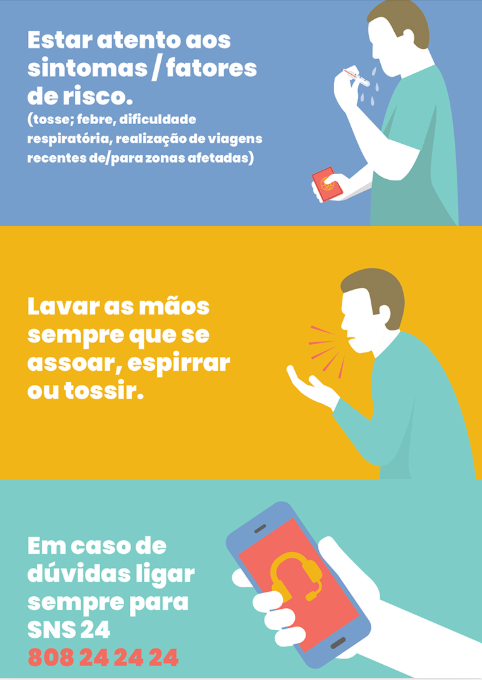 Estar atento aos
sintomas / fatores
de risco.
(tosse; febre, dificuldade
respiratória, realização de viagens
recentes de/para zonas afetadas)
Lavar as mãos
sempre que se
assoar, espirrar
ou tossir.
Em caso de
dúvidas ligar
sempre para
SNS 24
808 24 24 24